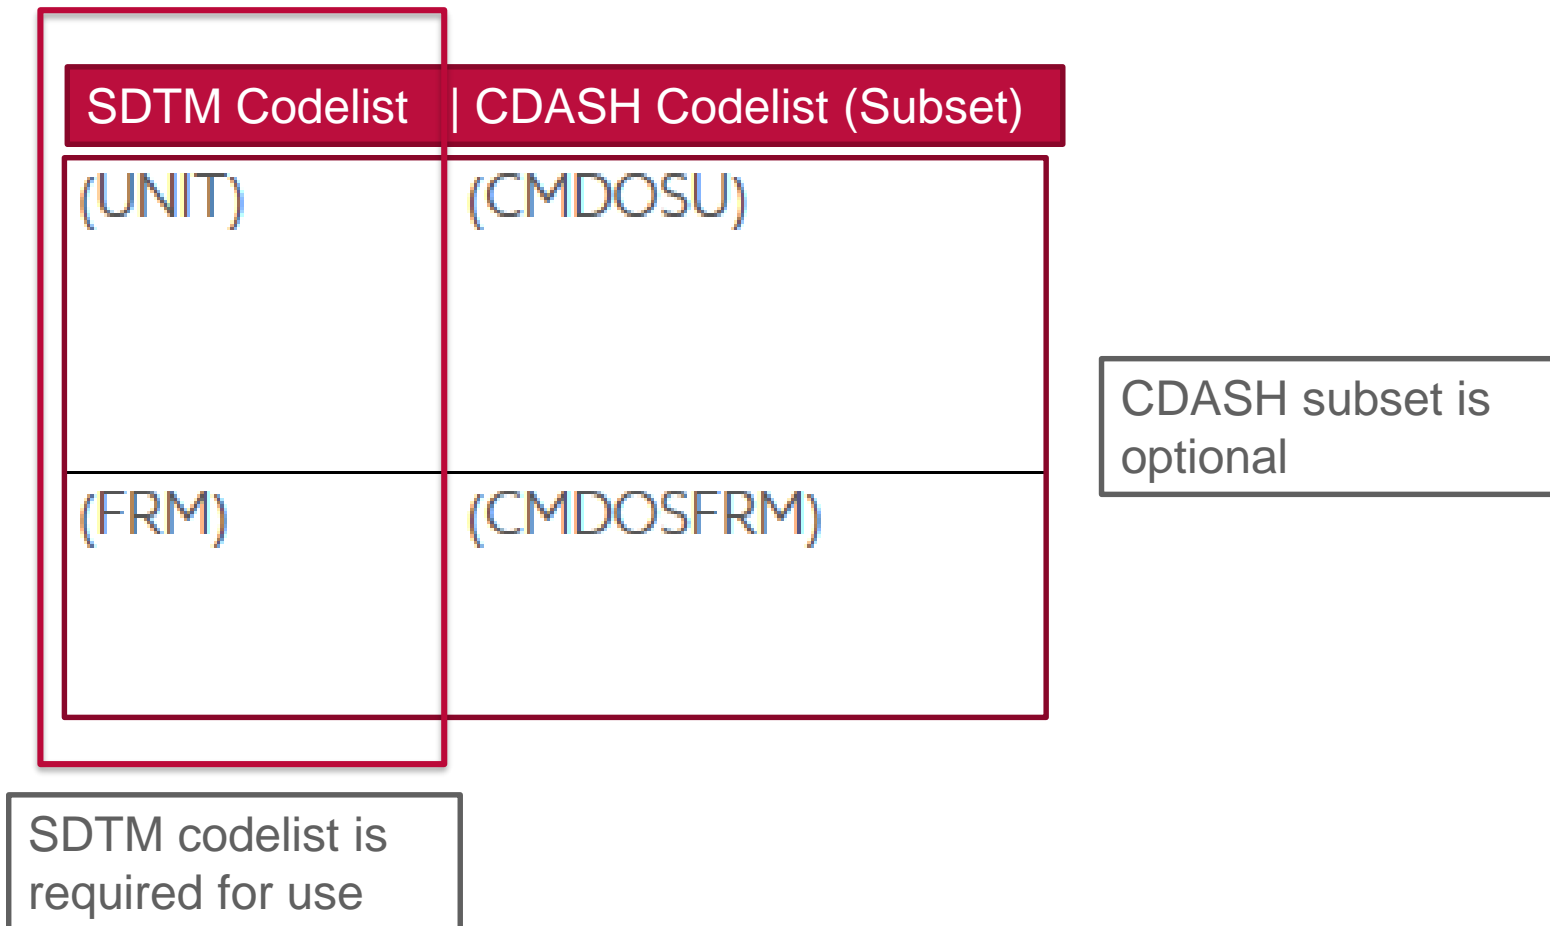 SDTM Codelist | CDASH Codelist (Subset)
(UNIT) (CMDOSU)
(FRM) (CMDOSFRM)
CDASH subset is
optional
SDTM codelist is
required for use